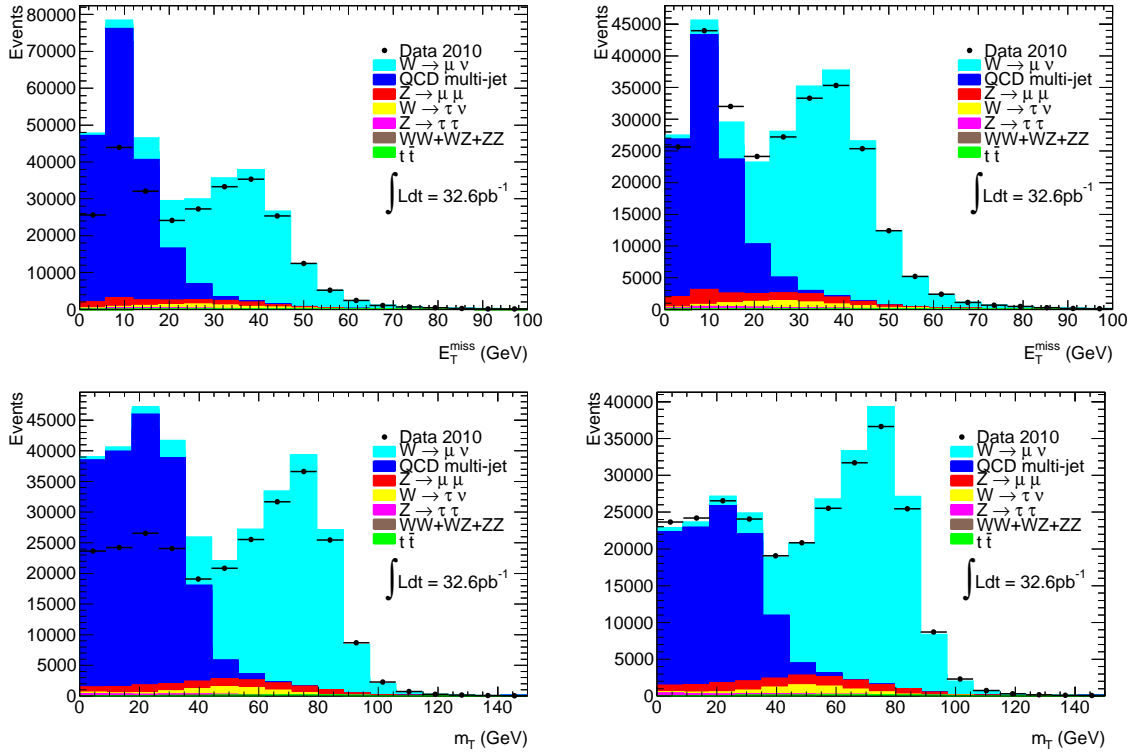 Events
80000
70000
60000
50000
40000
30000
20000
10000
0
Data 2010
W → μ ν
QCD multi-jet
Z → μ μ
W → τ ν
Z → τ τ
WW+WZ+ZZ
t t̄
∫ Ldt = 32.6pb⁻¹
0 10 20 30 40 50 60 70 80 90 100
E_T^miss (GeV)
Events
45000
40000
35000
30000
25000
20000
15000
10000
5000
0
Data 2010
W → μ ν
QCD multi-jet
Z → μ μ
W → τ ν
Z → τ τ
WW+WZ+ZZ
t t̄
∫ Ldt = 32.6pb⁻¹
0 10 20 30 40 50 60 70 80 90 100
E_T^miss (GeV)
Events
45000
40000
35000
30000
25000
20000
15000
10000
5000
0
Data 2010
W → μ ν
QCD multi-jet
Z → μ μ
W → τ ν
Z → τ τ
WW+WZ+ZZ
t t̄
∫ Ldt = 32.6pb⁻¹
0 20 40 60 80 100 120 140
m_T (GeV)
Events
40000
35000
30000
25000
20000
15000
10000
5000
0
Data 2010
W → μ ν
QCD multi-jet
Z → μ μ
W → τ ν
Z → τ τ
WW+WZ+ZZ
t t̄
∫ Ldt = 32.6pb⁻¹
0 20 40 60 80 100 120 140
m_T (GeV)